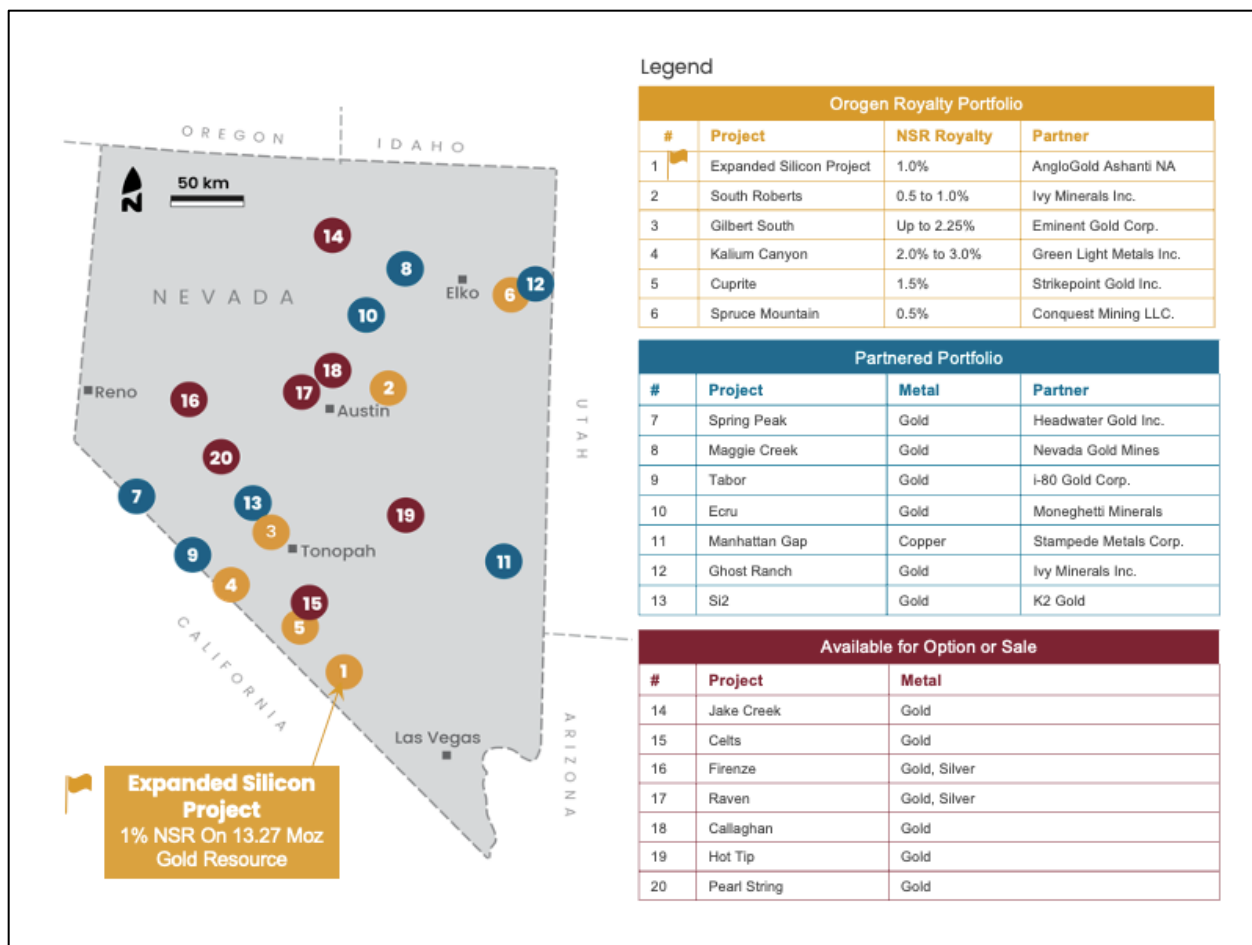 OREGON
IDAHO
N
50 km
14
8
Elko
6
12
NEVADA
10
18
17
2
Austin
Reno
16
UTAH
20
7
13
3
19
Tonopah
9
11
4
15
5
CALIFORNIA
1
Las Vegas
ARIZONA
Expanded Silicon
Project
1% NSR On 13.27 Moz
Gold Resource
Legend
Orogen Royalty Portfolio
# Project NSR Royalty Partner
1 Expanded Silicon Project 1.0% AngloGold Ashanti NA
2 South Roberts 0.5 to 1.0% Ivy Minerals Inc.
3 Gilbert South Up to 2.25% Eminent Gold Corp.
4 Kalium Canyon 2.0% to 3.0% Green Light Metals Inc.
5 Cuprite 1.5% Strikepoint Gold Inc.
6 Spruce Mountain 0.5% Conquest Mining LLC.
Partnered Portfolio
# Project Metal Partner
7 Spring Peak Gold Headwater Gold Inc.
8 Maggie Creek Gold Nevada Gold Mines
9 Tabor Gold i-80 Gold Corp.
10 Ecru Gold Moneghetti Minerals
11 Manhattan Gap Copper Stampede Metals Corp.
12 Ghost Ranch Gold Ivy Minerals Inc.
13 Si2 Gold K2 Gold
Available for Option or Sale
# Project Metal
14 Jake Creek Gold
15 Celts Gold
16 Firenze Gold, Silver
17 Raven Gold, Silver
18 Callaghan Gold
19 Hot Tip Gold
20 Pearl String Gold